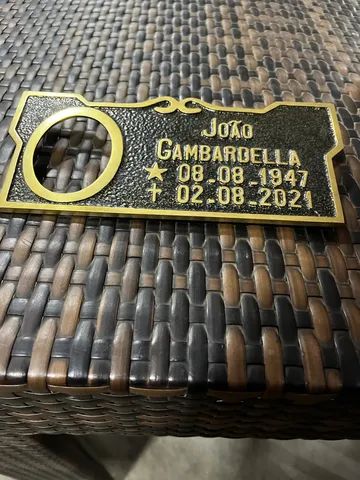 JOÃO
GAMBARDELLA
★ 08.08.1947
✝ 02.08.2021